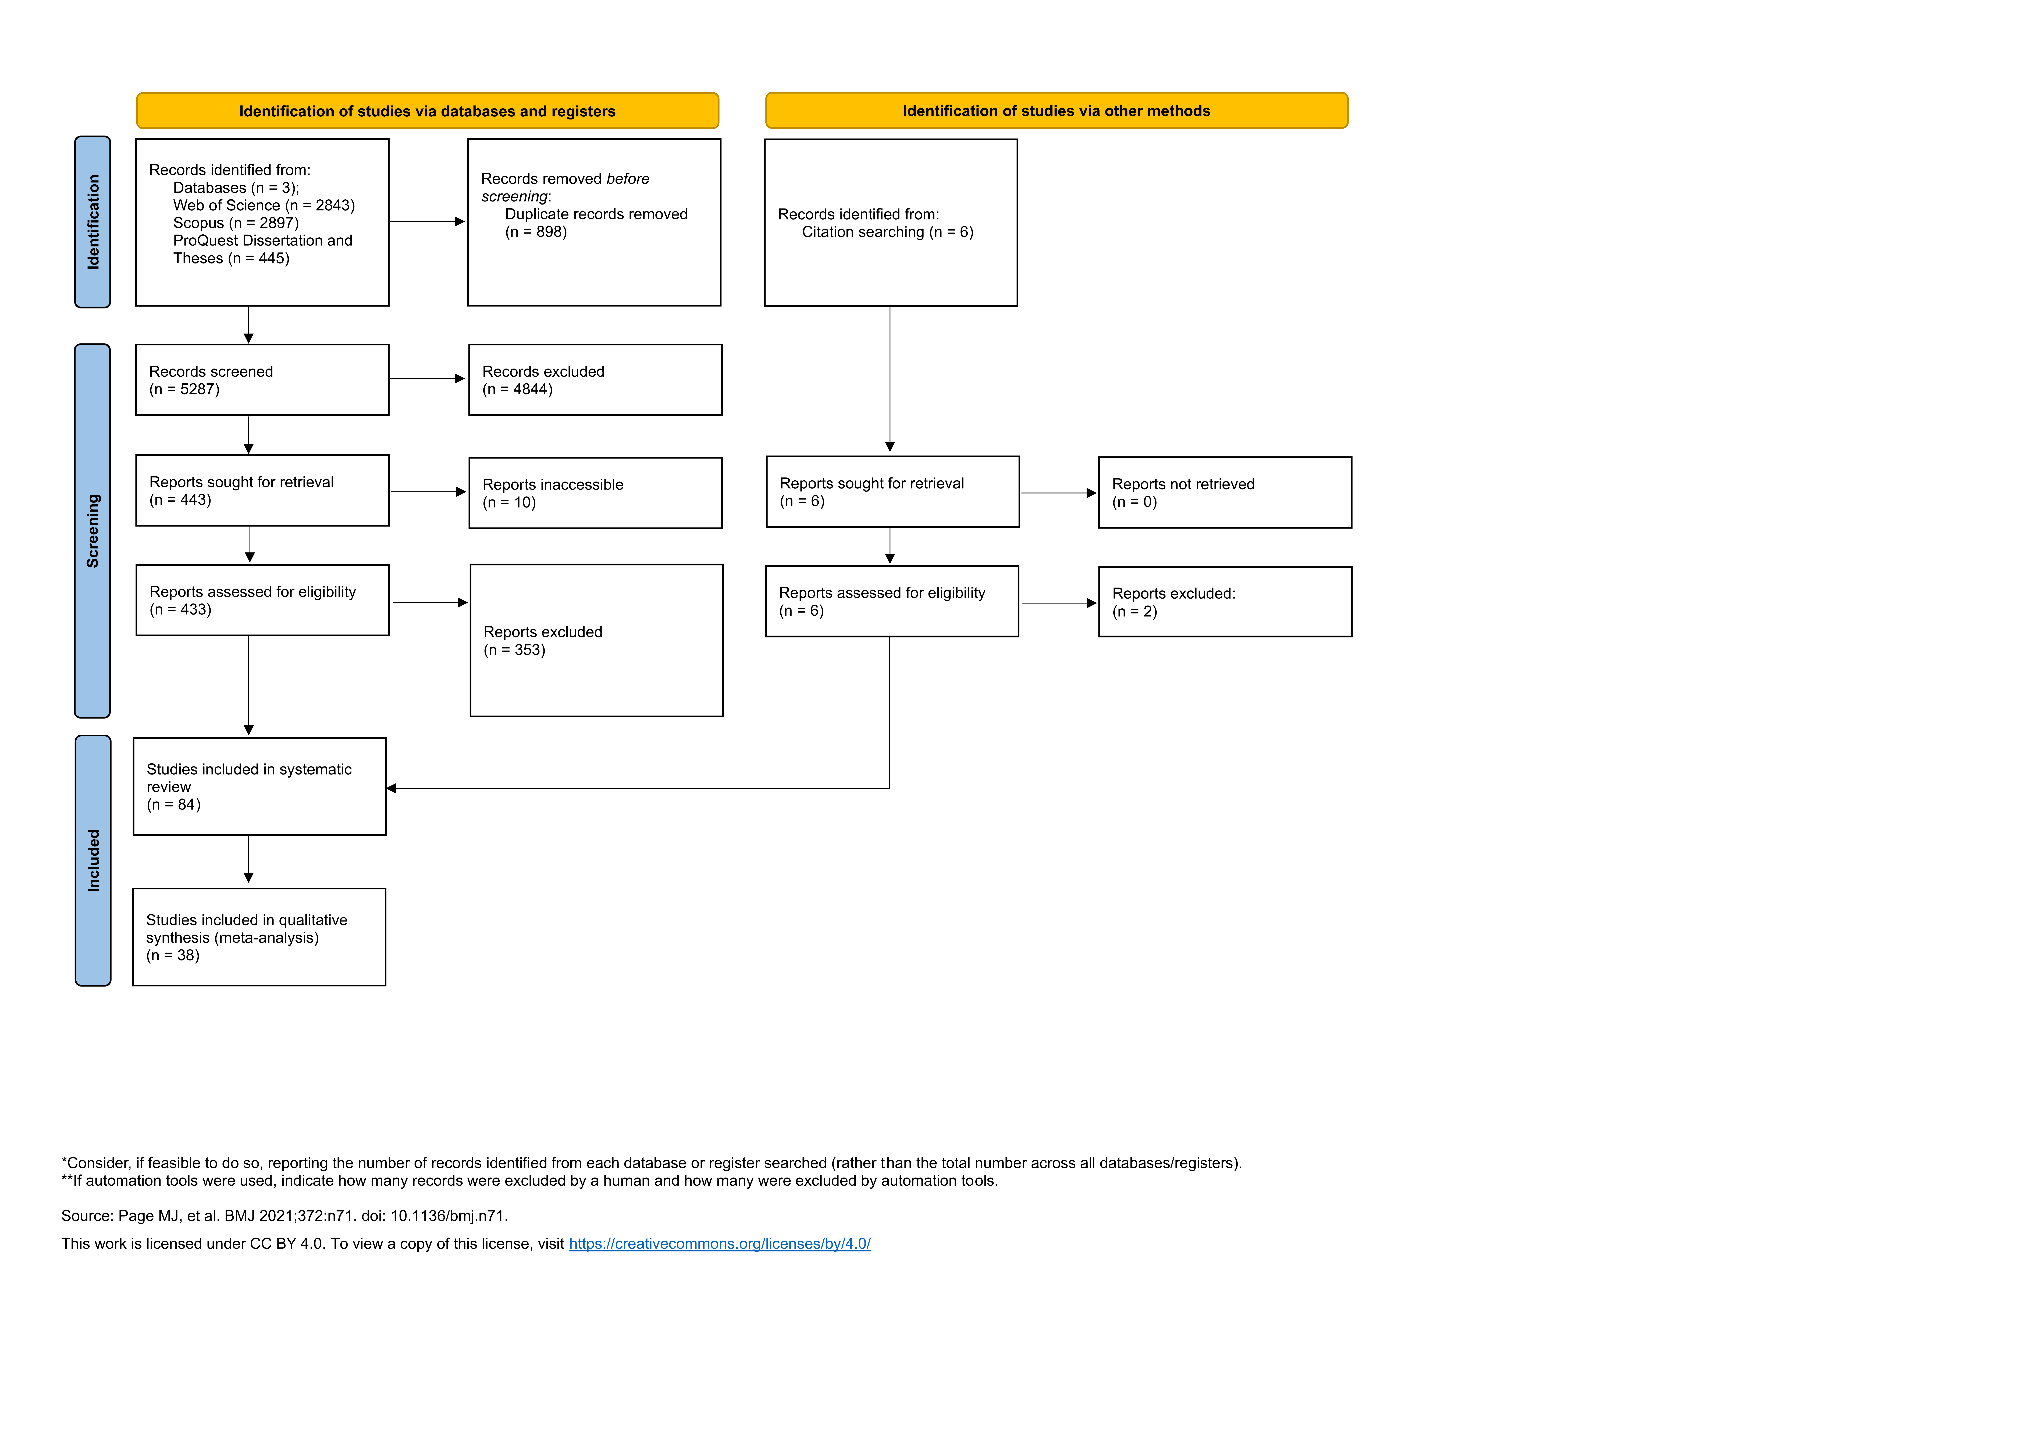 Identification of studies via databases and registers
Identification of studies via other methods
Identification
Records identified from:
Databases (n = 3);
Web of Science (n = 2843)
Scopus (n = 2897)
ProQuest Dissertation and
Theses (n = 445)
Records removed before
screening:
Duplicate records removed
(n = 898)
Records identified from:
Citation searching (n = 6)
Screening
Records screened
(n = 5287)
Records excluded
(n = 4844)
Reports sought for retrieval
(n = 443)
Reports inaccessible
(n = 10)
Reports sought for retrieval
(n = 6)
Reports not retrieved
(n = 0)
Reports assessed for eligibility
(n = 433)
Reports excluded
(n = 353)
Reports assessed for eligibility
(n = 6)
Reports excluded:
(n = 2)
Included
Studies included in systematic
review
(n = 84)
Studies included in qualitative
synthesis (meta-analysis)
(n = 38)
*Consider, if feasible to do so, reporting the number of records identified from each database or register searched (rather than the total number across all databases/registers).
**If automation tools were used, indicate how many records were excluded by a human and how many were excluded by automation tools.
Source: Page MJ, et al. BMJ 2021;372:n71. doi: 10.1136/bmj.n71.
This work is licensed under CC BY 4.0. To view a copy of this license, visit https://creativecommons.org/licenses/by/4.0/